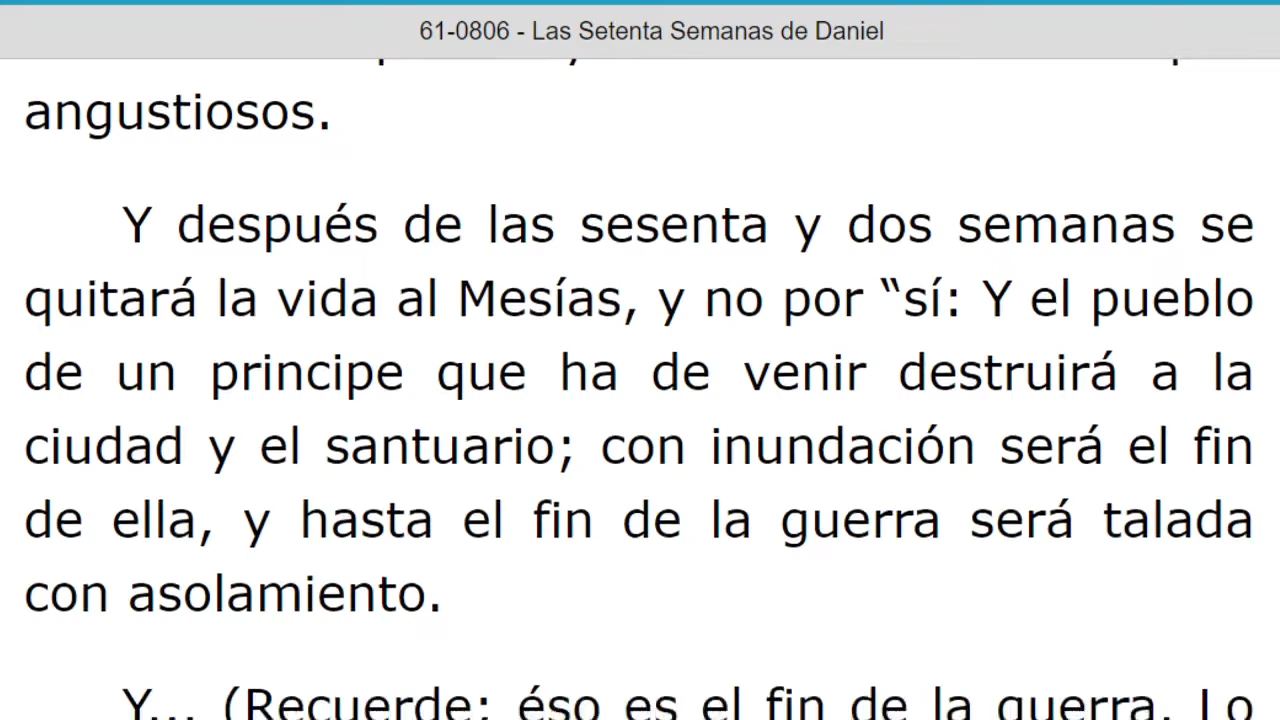 61-0806 - Las Setenta Semanas de Daniel
angustiosos.
Y después de las sesenta y dos semanas se
quitará la vida al Mesías, y no por “sí: Y el pueblo
de un principe que ha de venir destruirá a la
ciudad y el santuario; con inundación será el fin
de ella, y hasta el fin de la guerra será talada
con asolamiento.
Y... (Recuerde; éso es el fin de la guerra. Lo